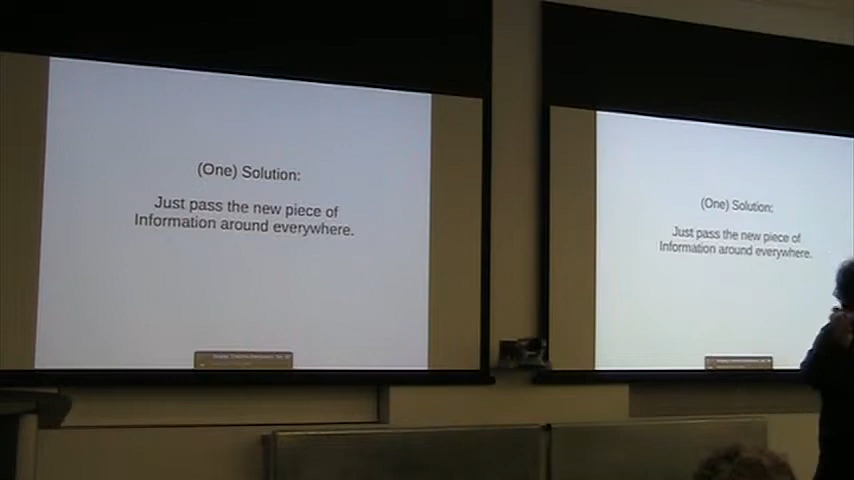 (One) Solution:
Just pass the new piece of
Information around everywhere.
(One) Solution:
Just pass the new piece of
Information around everywhere.